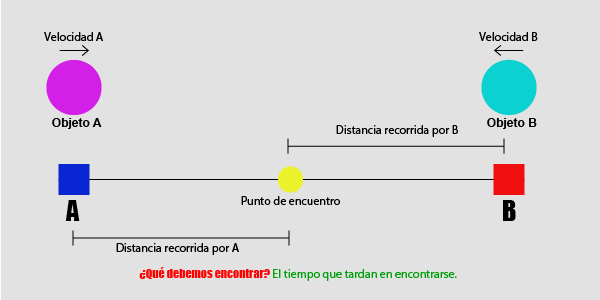 Velocidad A
Velocidad B
Objeto A
Objeto B
Distancia recorrida por B
A
Punto de encuentro
B
Distancia recorrida por A
¿Qué debemos encontrar? El tiempo que tardan en encontrarse.